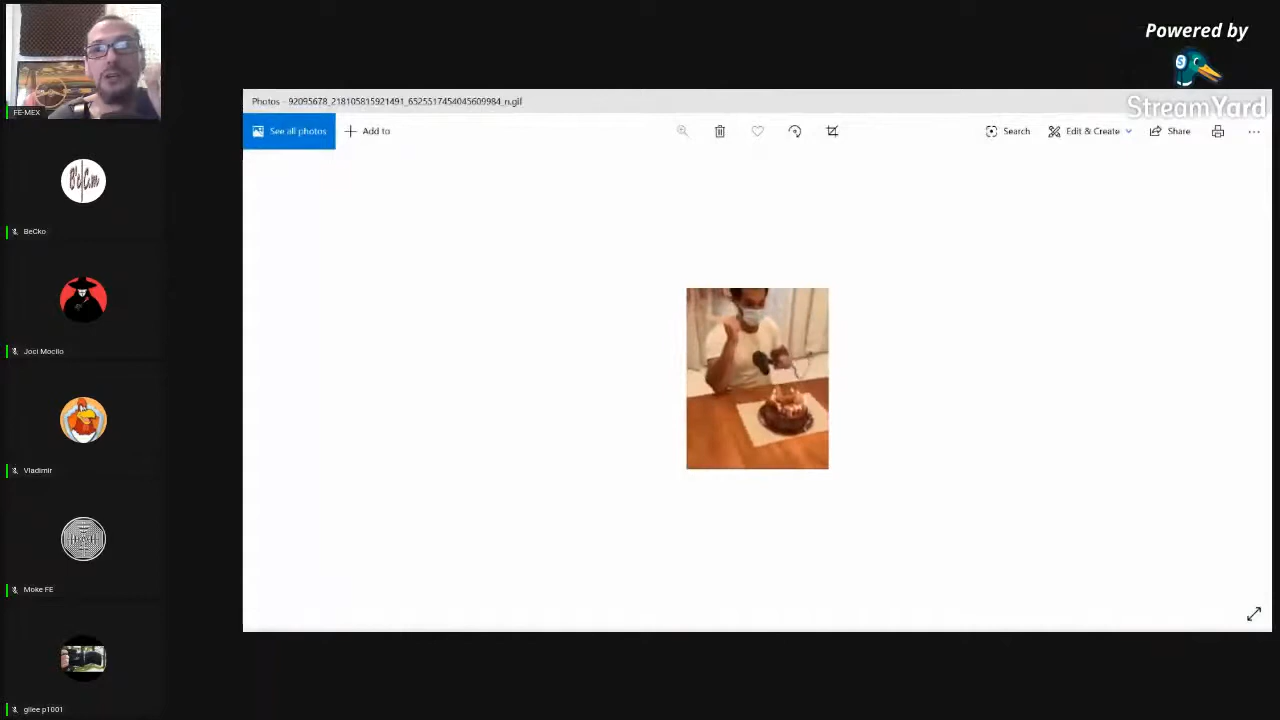 Powered by
StreamYard
Photos - 92095678_218105815921491_6525517454045609984_n.gif
See all photos
Add to
Search
Edit & Create
Share
FE-MEX
BeCko
Joci Mocilo
Vladimir
Moke FE
gllee p1001